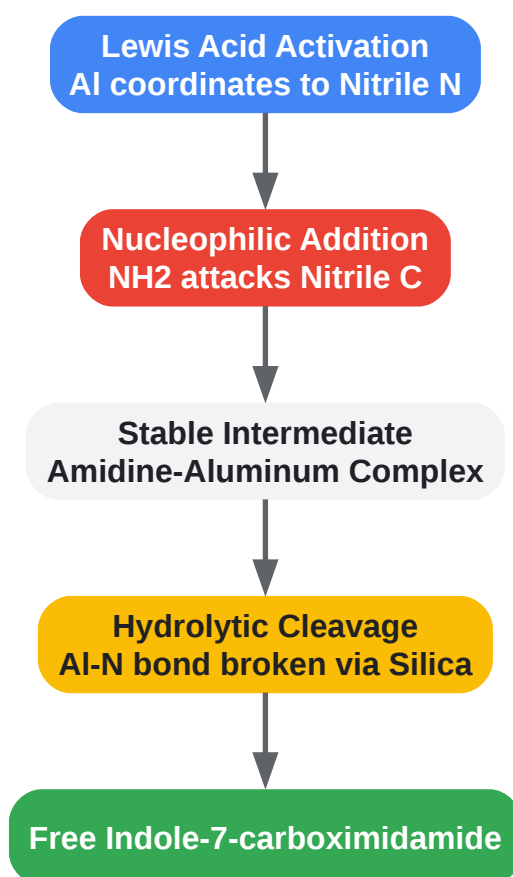 Lewis Acid Activation
Al coordinates to Nitrile N
Nucleophilic Addition
NH2 attacks Nitrile C
Stable Intermediate
Amidine-Aluminum Complex
Hydrolytic Cleavage
Al-N bond broken via Silica
Free Indole-7-carboximidamide